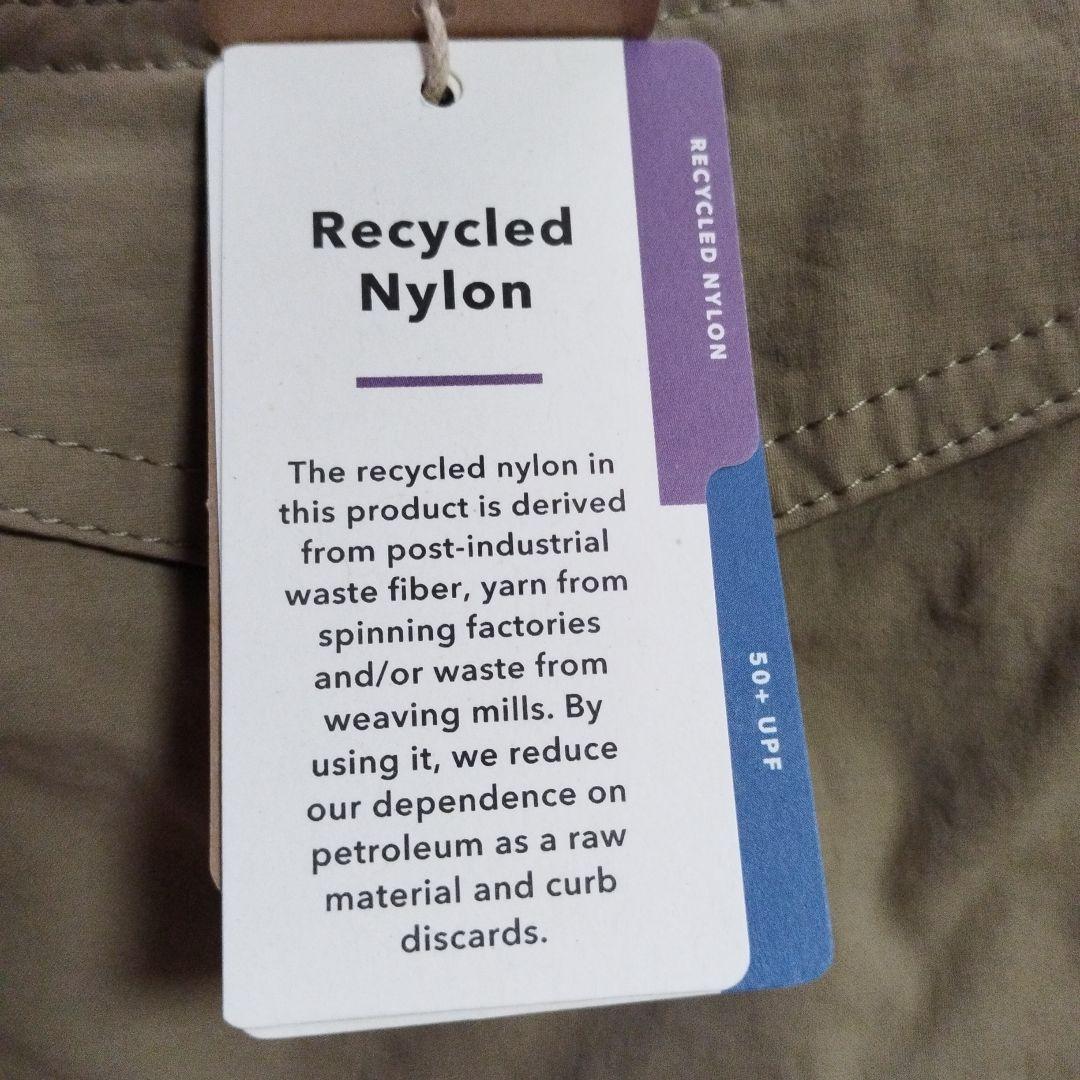 Recycled
Nylon
The recycled nylon in
this product is derived
from post-industrial
waste fiber, yarn from
spinning factories
and/or waste from
weaving mills. By
using it, we reduce
our dependence on
petroleum as a raw
material and curb
discards.
RECYCLED NYLON
50+ UPF